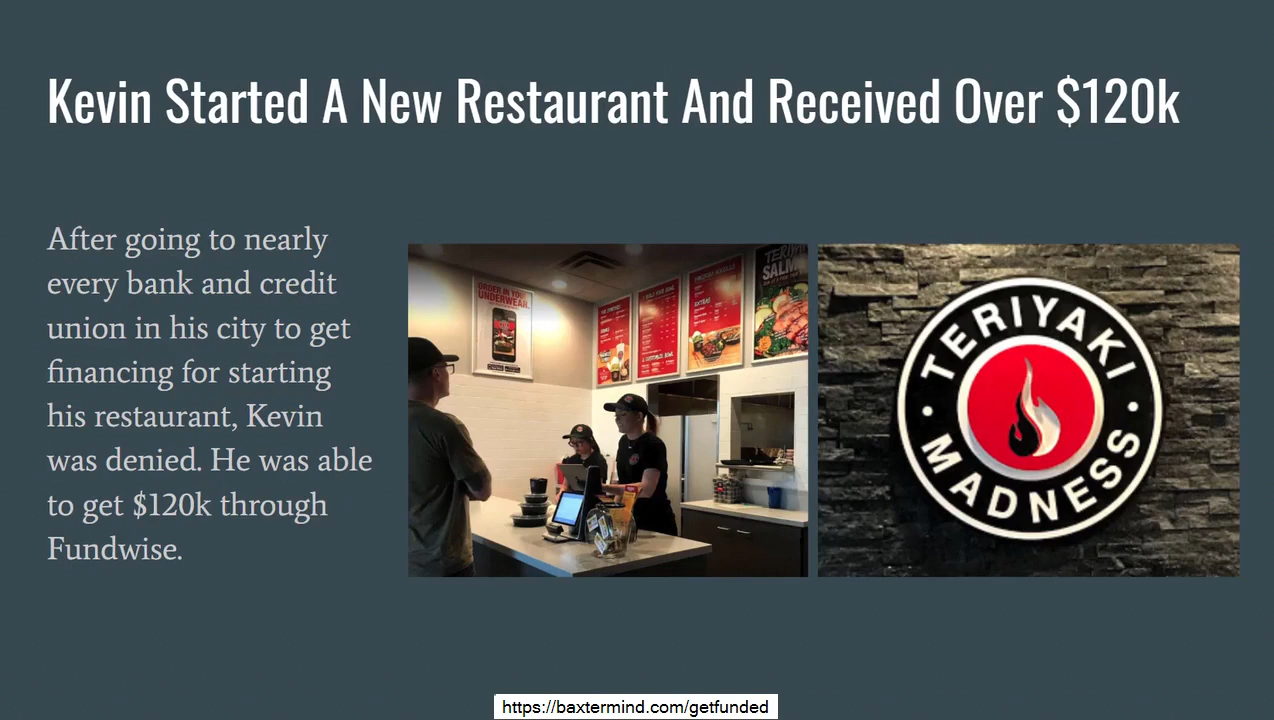 Kevin Started A New Restaurant And Received Over $120k
After going to nearly
every bank and credit
union in his city to get
financing for starting
his restaurant, Kevin
was denied. He was able
to get $120k through
Fundwise.
ORDER IN YOUR
UNDERWEAR.
TERIYAKI
MADNESS
https://baxtermind.com/getfunded